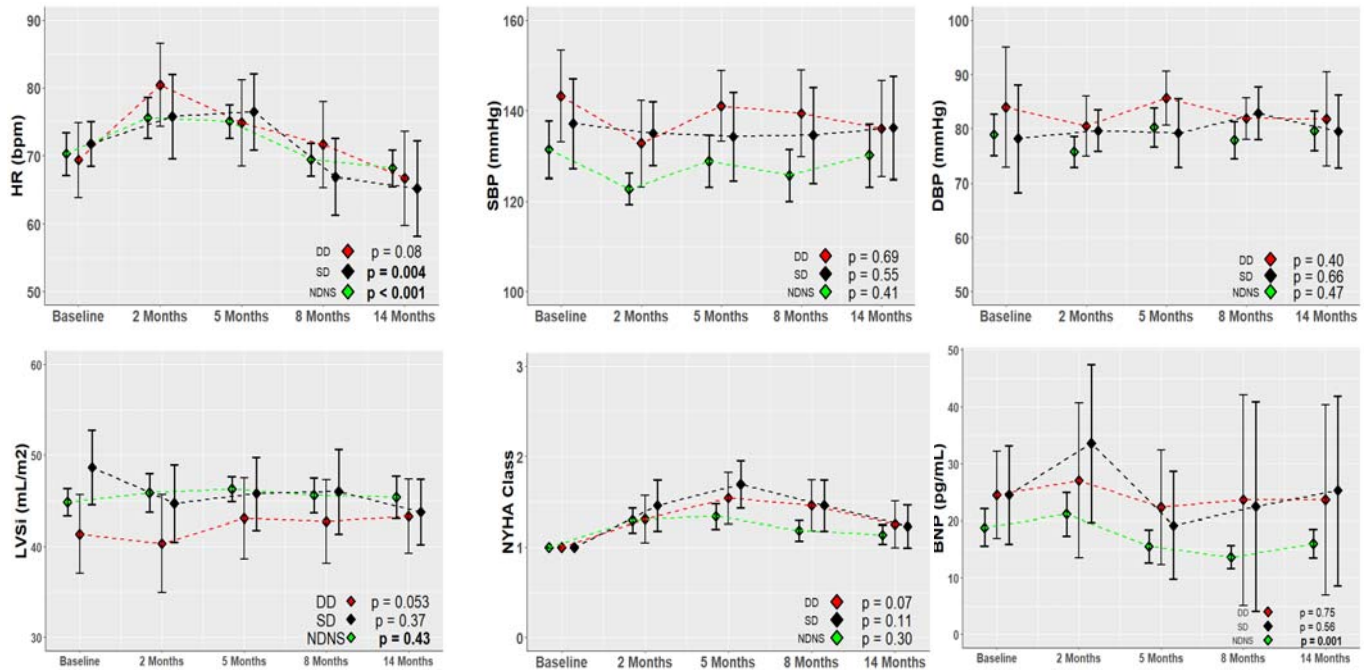 90
80
70
60
50
HR (bpm)
DD p = 0.08
SD p = 0.004
NDNS p < 0.001
Baseline 2 Months 5 Months 8 Months 14 Months
160
140
120
100
SBP (mmHg)
DD p = 0.69
SD p = 0.55
NDNS p = 0.41
Baseline 2 Months 5 Months 8 Months 14 Months
100
90
80
70
60
50
DBP (mmHg)
DD p = 0.40
SD p = 0.66
NDNS p = 0.47
Baseline 2 Months 5 Months 8 Months 14 Months
60
50
40
30
LVSi (mL/m2)
DD p = 0.053
SD p = 0.37
NDNS p = 0.43
Baseline 2 Months 5 Months 8 Months 14 Months
3
2
1
0
NYHA Class
DD p = 0.07
SD p = 0.11
NDNS p = 0.30
Baseline 2 Months 5 Months 8 Months 14 Months
50
40
30
20
10
0
BNP (pg/mL)
DD p = 0.75
SD p = 0.56
NDNS p = 0.001
Baseline 2 Months 5 Months 8 Months 14 Months